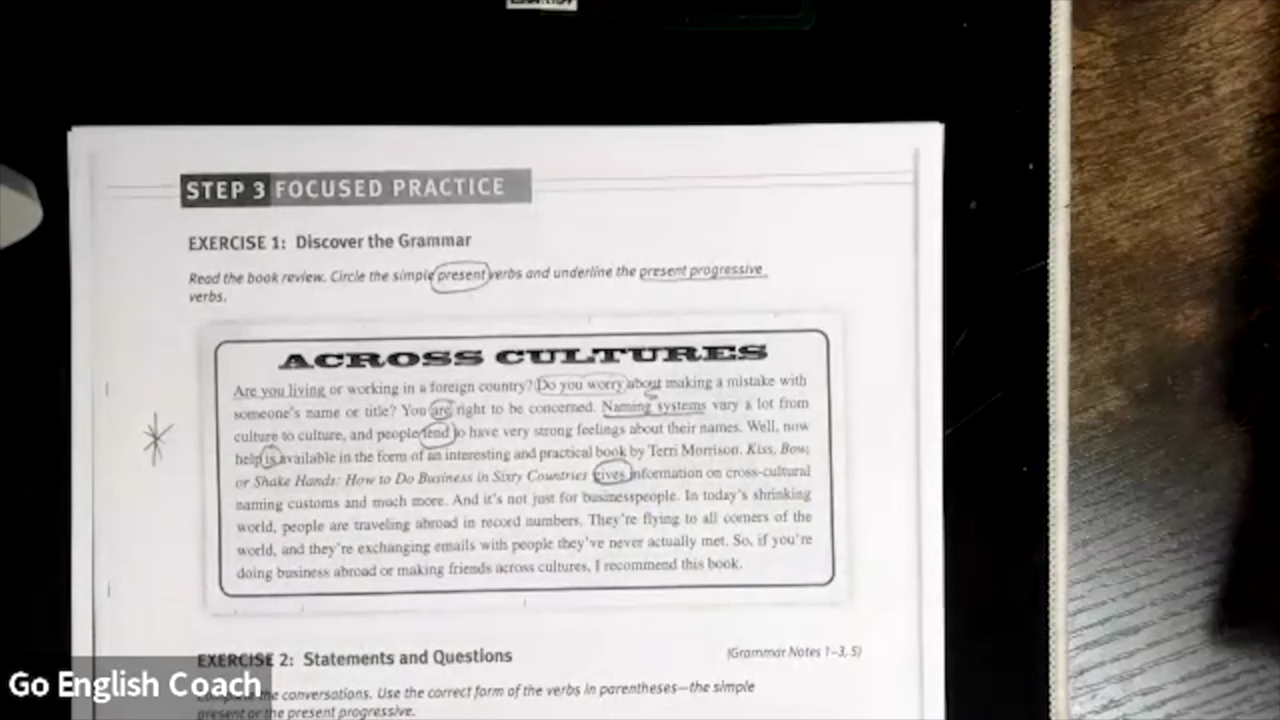 STEP 3 FOCUSED PRACTICE
EXERCISE 1: Discover the Grammar
Read the book review. Circle the simple present verbs and underline the present progressive
verbs.
ACROSS CULTURES
Are you living or working in a foreign country? Do you worry about making a mistake with
someone's name or title? You are right to be concerned. Naming systems vary a lot from
culture to culture, and people tend to have very strong feelings about their names. Well, now
help is available in the form of an interesting and practical book by Terri Morrison. Kiss, Bow,
or Shake Hands: How to Do Business in Sixty Countries gives information on cross-cultural
naming customs and much more. And it's not just for businesspeople. In today's shrinking
world, people are traveling abroad in record numbers. They're flying to all corners of the
world, and they're exchanging emails with people they've never actually met. So, if you're
doing business abroad or making friends across cultures, I recommend this book.
EXERCISE 2: Statements and Questions (Grammar Notes 1–3, 5)
the conversations. Use the correct form of the verbs in parentheses—the simple
present or the present progressive.
Go English Coach